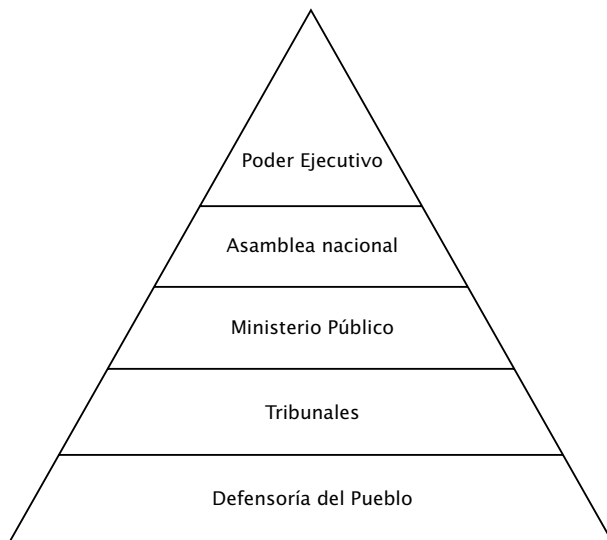 Poder Ejecutivo
Asamblea nacional
Ministerio Público
Tribunales
Defensoría del Pueblo